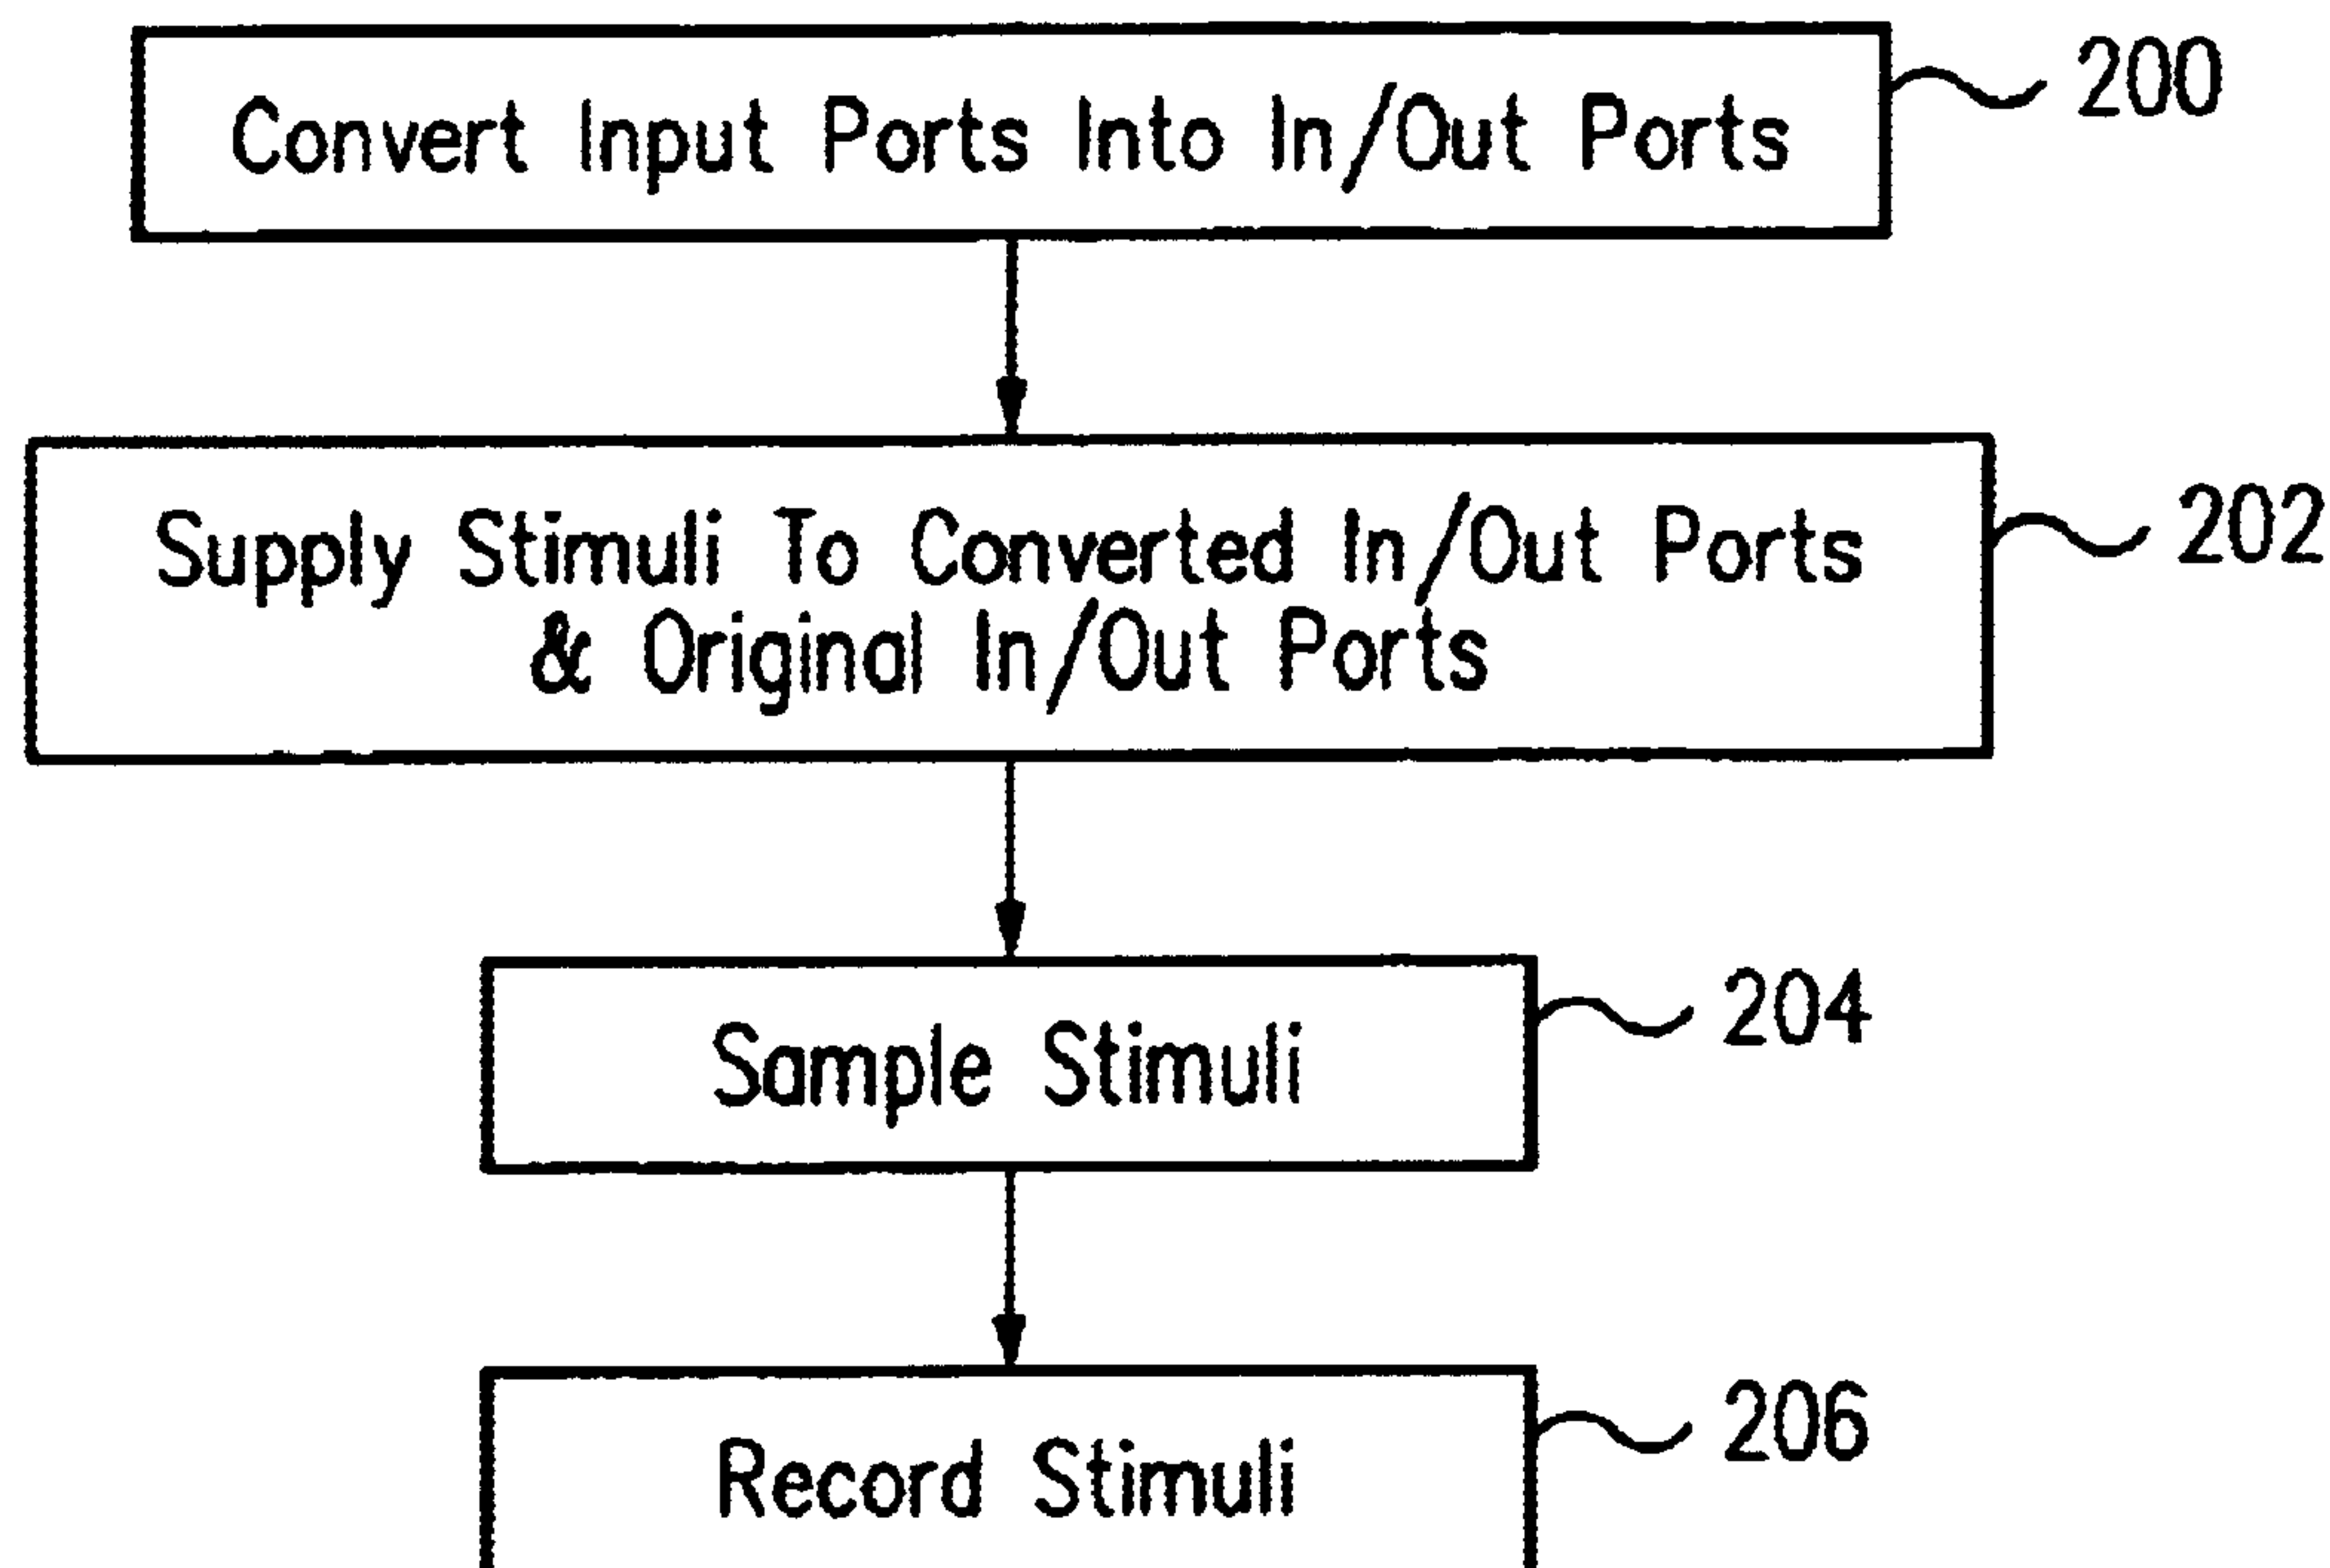 Convert Input Ports Into In/Out Ports
200
Supply Stimuli To Converted In/Out Ports
& Original In/Out Ports
202
Sample Stimuli
204
Record Stimuli
206